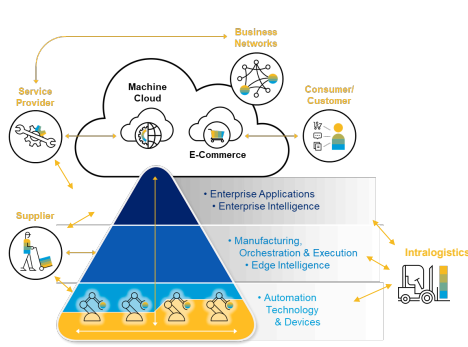 Business
Networks
Machine
Cloud
Service
Provider
Consumer/
Customer
E-Commerce
• Enterprise Applications
• Enterprise Intelligence
Supplier
• Manufacturing,
Orchestration & Execution
• Edge Intelligence
Intralogistics
• Automation
Technology
& Devices